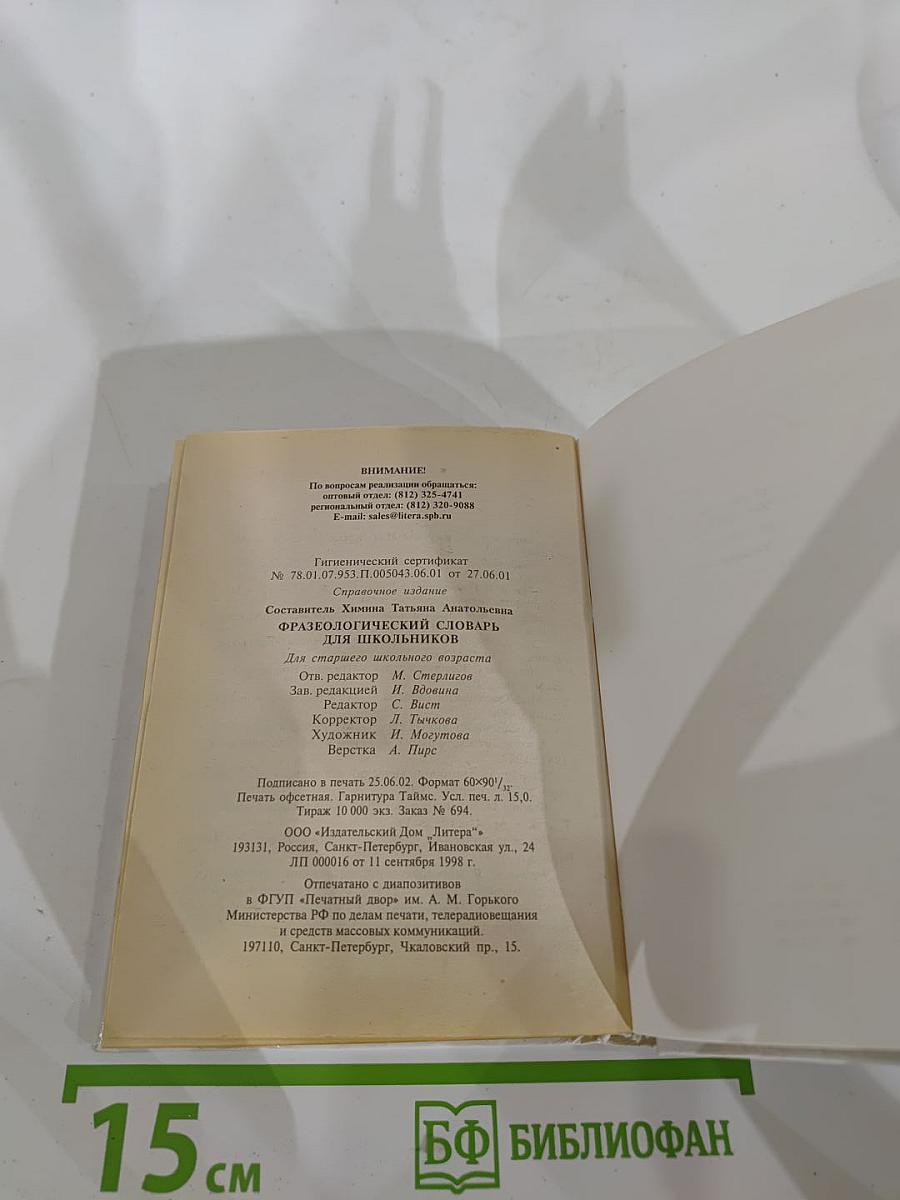 ВНИМАНИЕ!
По вопросам реализации обращаться:
оптовый отдел: (812) 325-4741
региональный отдел: (812) 320-9088
E-mail: sales@litera.spb.ru
Гигиенический сертификат
№ 78.01.07.953.П.005043.06.01 от 27.06.01
Справочное издание
Составитель Химина Татьяна Анатольевна
ФРАЗЕОЛОГИЧЕСКИЙ СЛОВАРЬ
ДЛЯ ШКОЛЬНИКОВ
Для старшего школьного возраста
Отв. редактор М. Стерлигов
Зав. редакцией И. Вдовина
Редактор С. Вист
Корректор Л. Тычкова
Художник И. Могутова
Верстка А. Пирс
Подписано в печать 25.06.02. Формат 60×90¹/₃₂.
Печать офсетная. Гарнитура Таймс. Усл. печ. л. 15,0.
Тираж 10 000 экз. Заказ № 694.
ООО «Издательский Дом „Литера“»
193131, Россия, Санкт-Петербург, Ивановская ул., 24
ЛП 000016 от 11 сентября 1998 г.
Отпечатано с диапозитивов
в ФГУП «Печатный двор» им. А. М. Горького
Министерства РФ по делам печати, телерадиовещания
и средств массовых коммуникаций.
197110, Санкт-Петербург, Чкаловский пр., 15.
15 см
БФ БИБЛИОФАН